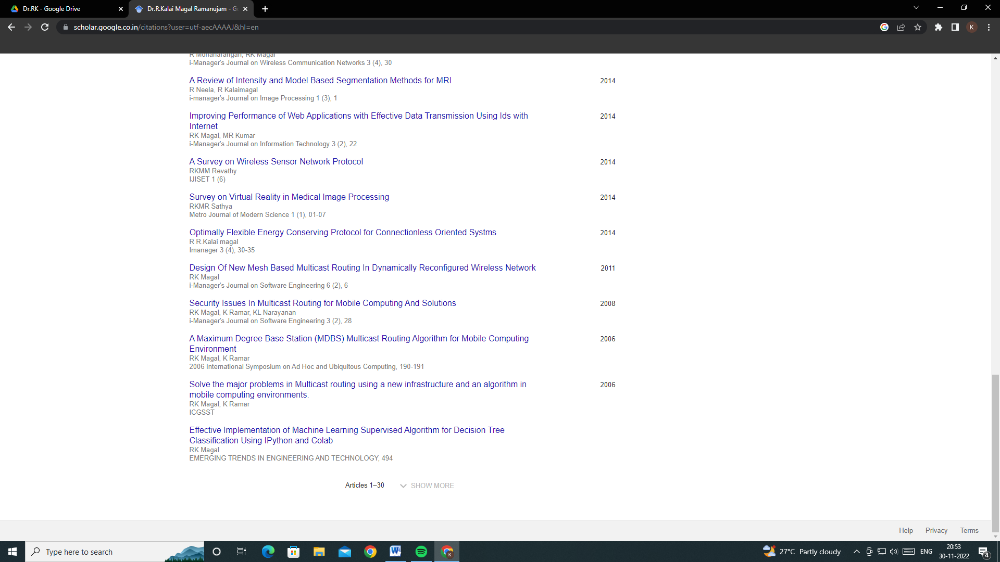 Dr.RK - Google Drive
Dr.R.Kalai Magal Ramanujam - G
scholar.google.co.in/citations?user=utf-aecAAAAJ&hl=en
K
R Mohanarangan, RK Magal
i-Manager's Journal on Wireless Communication Networks 3 (4), 30
A Review of Intensity and Model Based Segmentation Methods for MRI 2014
R Neela, R Kalaimagal
i-manager's Journal on Image Processing 1 (3), 1
Improving Performance of Web Applications with Effective Data Transmission Using Ids with 2014
Internet
RK Magal, MR Kumar
i-Manager's Journal on Information Technology 3 (2), 22
A Survey on Wireless Sensor Network Protocol 2014
RKMM Revathy
IJISET 1 (6)
Survey on Virtual Reality in Medical Image Processing 2014
RKMR Sathya
Metro Journal of Modern Science 1 (1), 01-07
Optimally Flexible Energy Conserving Protocol for Connectionless Oriented Systms 2014
R R.Kalai magal
Imanager 3 (4), 30-35
Design Of New Mesh Based Multicast Routing In Dynamically Reconfigured Wireless Network 2011
RK Magal
i-Manager's Journal on Software Engineering 6 (2), 6
Security Issues In Multicast Routing for Mobile Computing And Solutions 2008
RK Magal, K Ramar, KL Narayanan
i-Manager's Journal on Software Engineering 3 (2), 28
A Maximum Degree Base Station (MDBS) Multicast Routing Algorithm for Mobile Computing 2006
Environment
RK Magal, K Ramar
2006 International Symposium on Ad Hoc and Ubiquitous Computing, 190-191
Solve the major problems in Multicast routing using a new infrastructure and an algorithm in 2006
mobile computing environments.
RK Magal, K Ramar
ICGSST
Effective Implementation of Machine Learning Supervised Algorithm for Decision Tree
Classification Using IPython and Colab
RK Magal
EMERGING TRENDS IN ENGINEERING AND TECHNOLOGY, 494
Articles 1–30 SHOW MORE
Help Privacy Terms
Type here to search
27°C Partly cloudy
ENG
20:53
30-11-2022
4